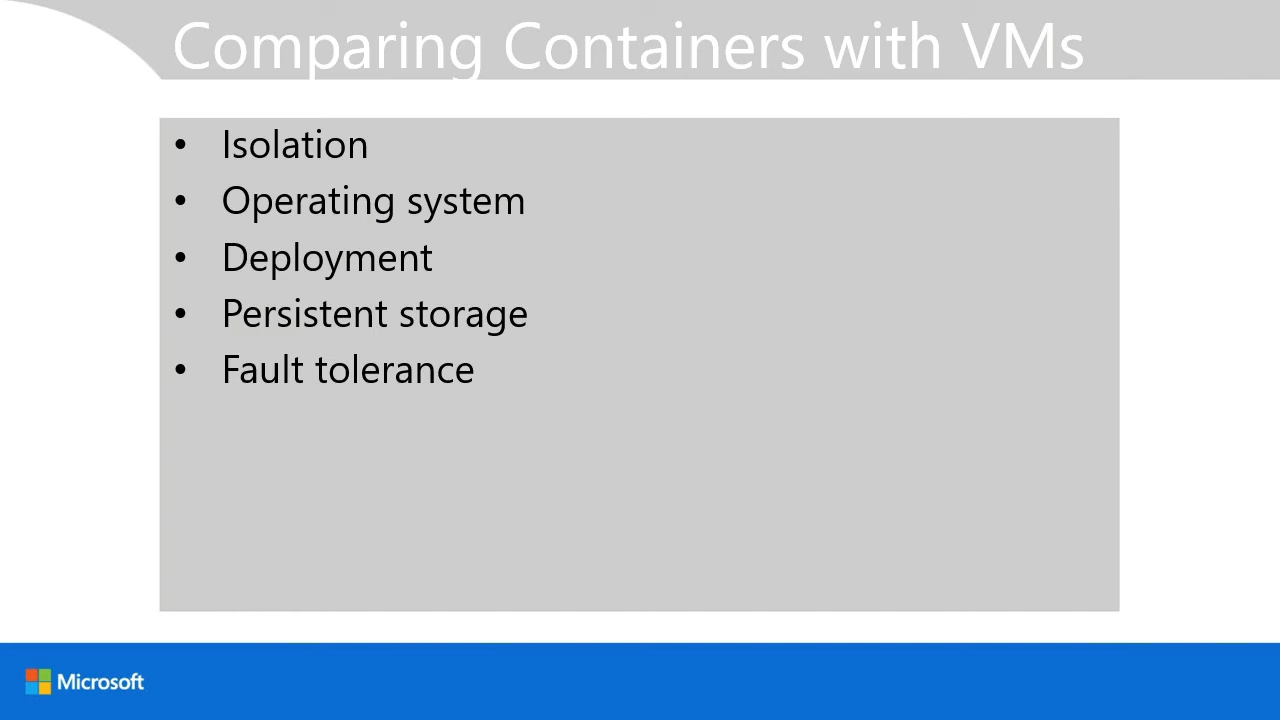 Comparing Containers with VMs
• Isolation
• Operating system
• Deployment
• Persistent storage
• Fault tolerance
Microsoft